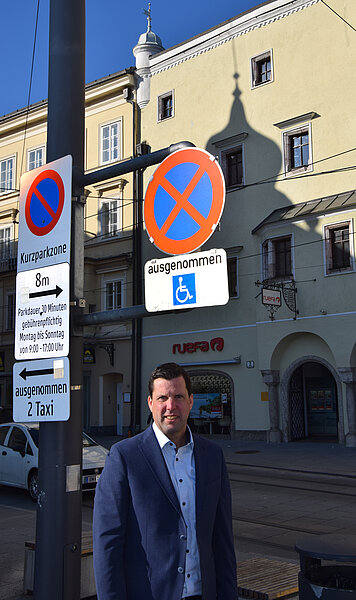 Kurzparkzone
8m
Parkdauer 30 Minuten
gebührenpflichtig
Montag bis Sonntag
von 9:00 - 17:00 Uhr
ausgenommen
2 Taxi
ausgenommen
ruefa